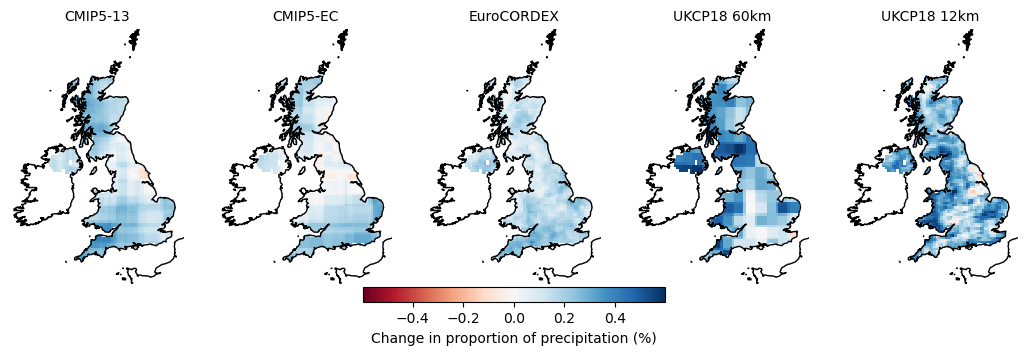 CMIP5-13 CMIP5-EC EuroCORDEX UKCP18 60km UKCP18 12km
−0.4 −0.2 0.0 0.2 0.4
Change in proportion of precipitation (%)